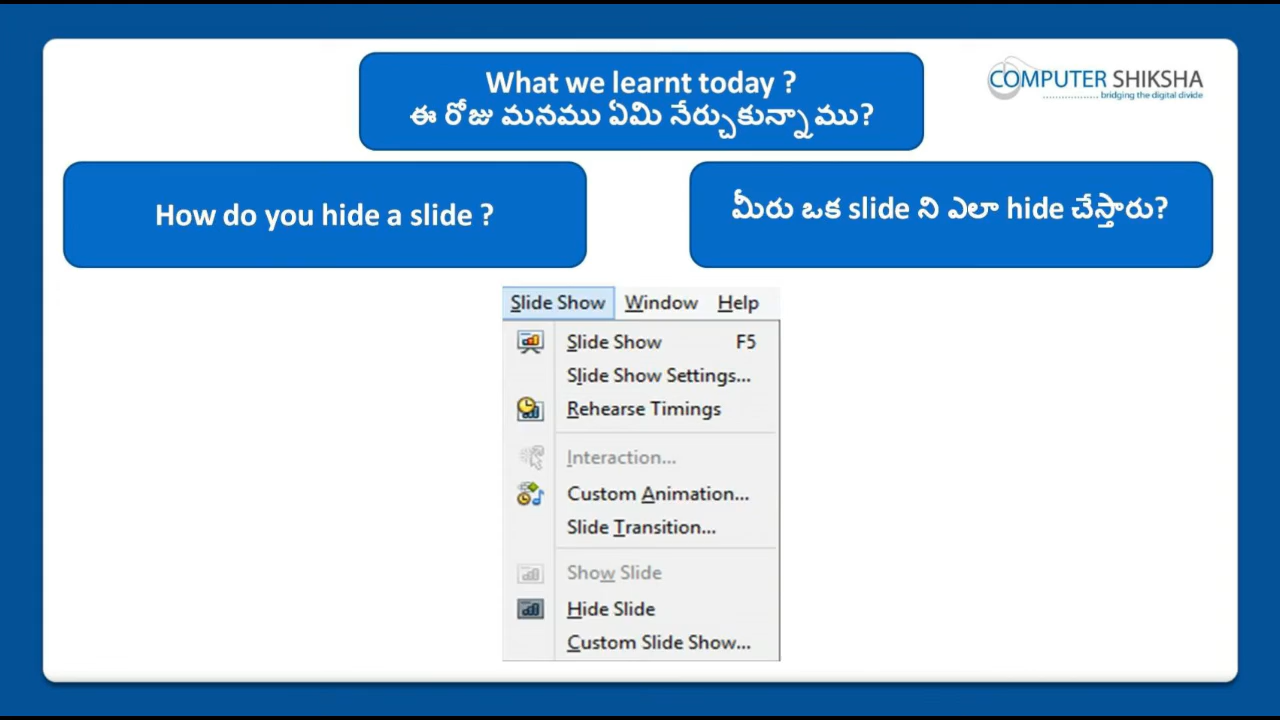 What we learnt today ?
ఈ రోజు మనము ఏమి నేర్చుకున్నాము?
COMPUTER SHIKSHA
bridging the digital divide
How do you hide a slide ?
మీరు ఒక slide ని ఎలా hide చేస్తారు?
Slide Show Window Help
Slide Show F5
Slide Show Settings...
Rehearse Timings
Interaction...
Custom Animation...
Slide Transition...
Show Slide
Hide Slide
Custom Slide Show...